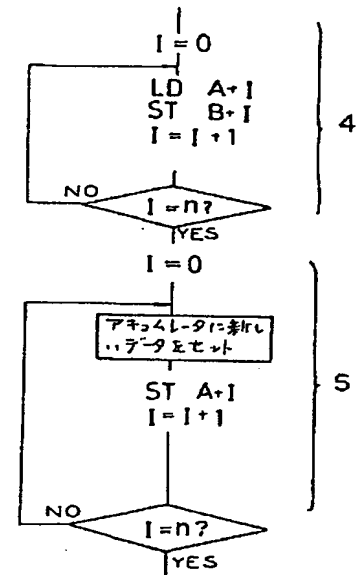 I=0
LD A+I
ST B+I
I=I+1
4
NO
I=n?
YES
I=0
アキュムレータに新し
いデータをセット
ST A+I
I=I+1
5
NO
I=n?
YES